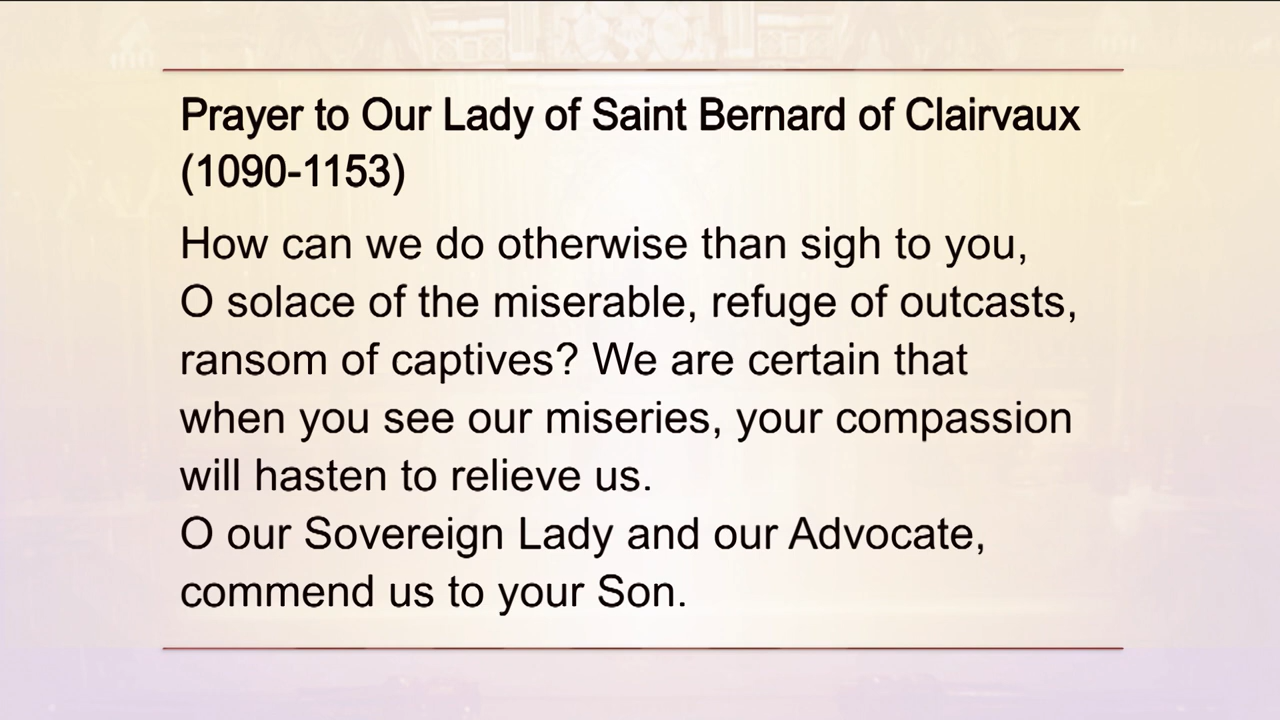 Prayer to Our Lady of Saint Bernard of Clairvaux
(1090-1153)
How can we do otherwise than sigh to you,
O solace of the miserable, refuge of outcasts,
ransom of captives? We are certain that
when you see our miseries, your compassion
will hasten to relieve us.
O our Sovereign Lady and our Advocate,
commend us to your Son.